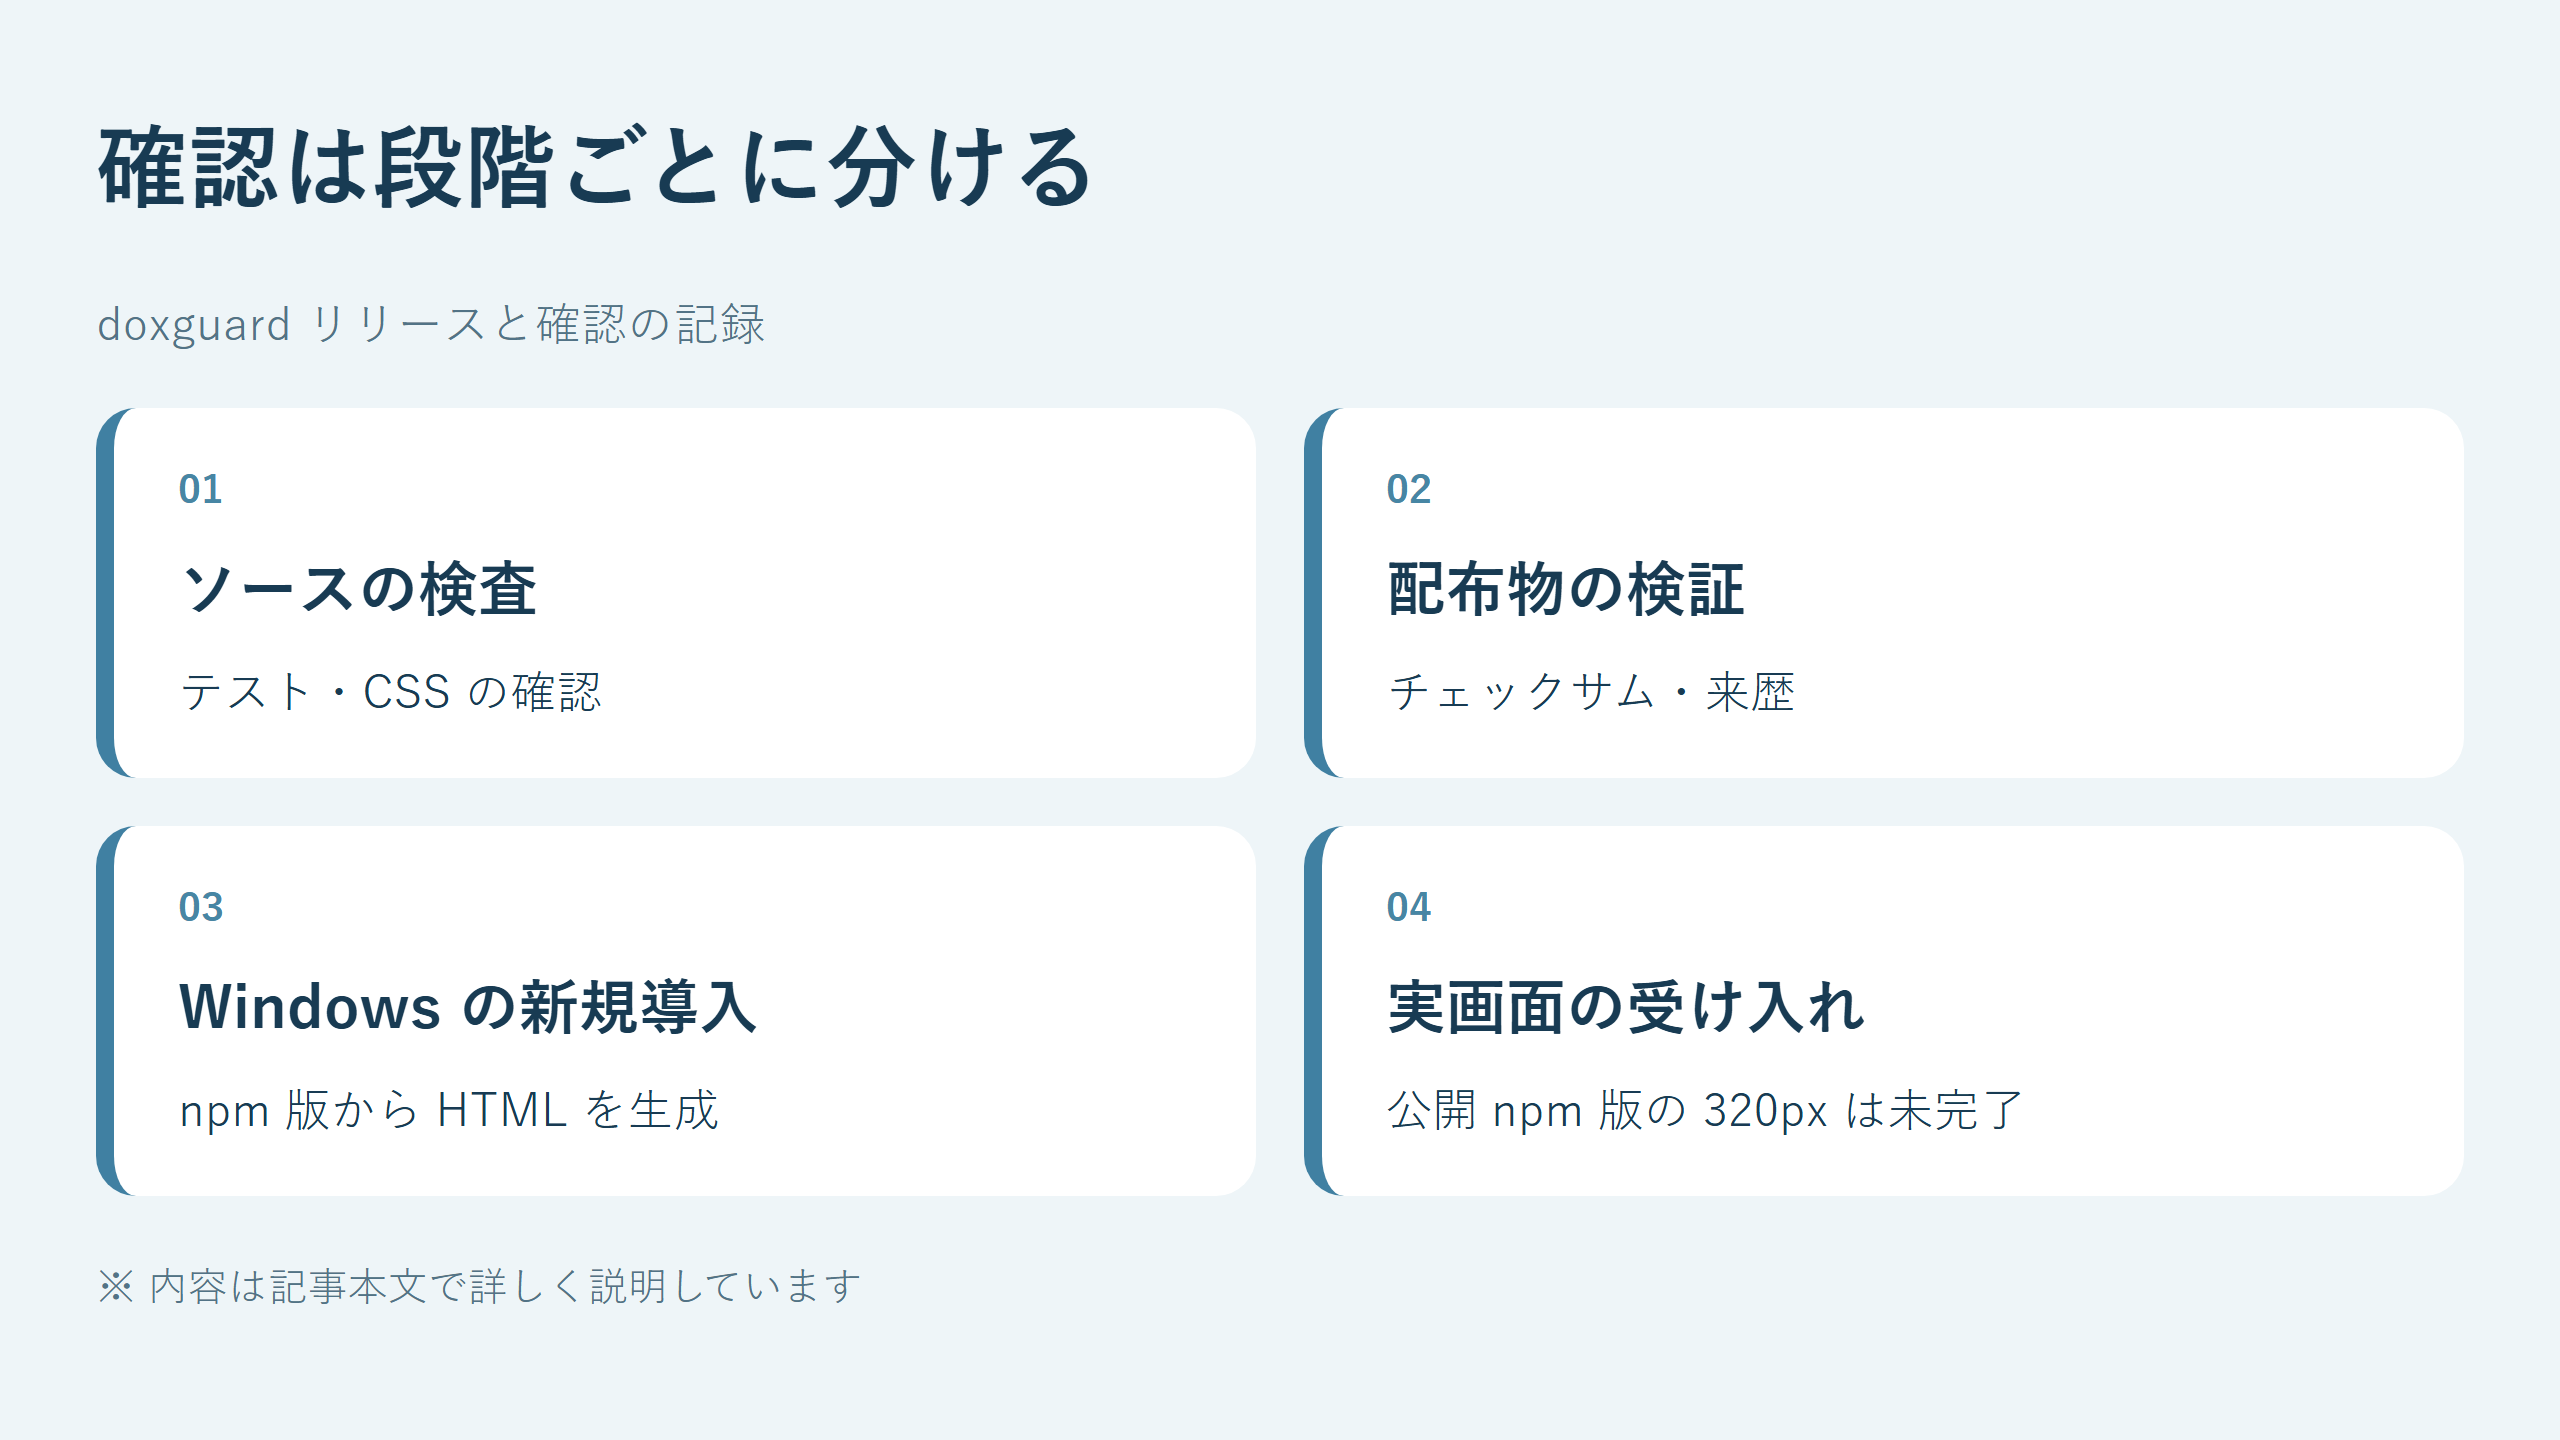 確認は段階ごとに分ける
doxguard リリースと確認の記録
01
ソースの検査
テスト・CSS の確認
02
配布物の検証
チェックサム・来歴
03
Windows の新規導入
npm 版から HTML を生成
04
実画面の受け入れ
公開 npm 版の 320px は未完了
※ 内容は記事本文で詳しく説明しています